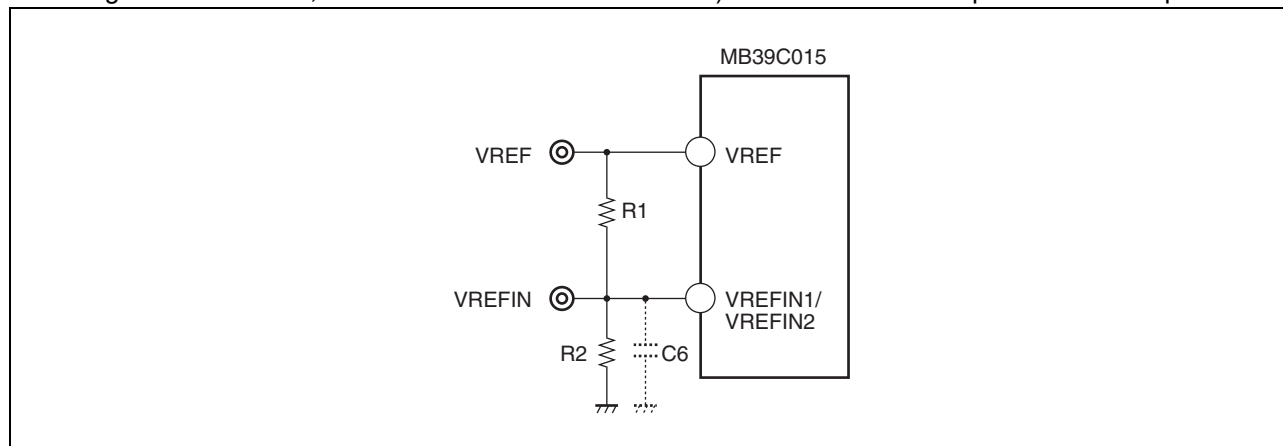 MB39C015
VREF
VREF
R1
VREFIN
VREFIN1/
VREFIN2
R2
C6